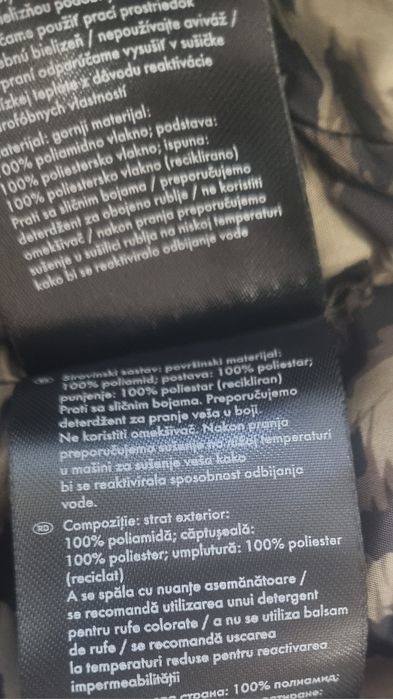 bielizňou
čame použiť prací prostriedok
ebnú bielizeň / nepoužívajte aviváž /
praní odporúčame vysušiť v sušičke
ízkej teplote z dôvodu reaktivácie
rofóbnych vlastností
aterijal: gornji materijal:
00% poliamidno vlakno; podstava:
100% poliestersko vlakno; ispuna:
100% poliestersko vlakno (reciklirano)
Prati sa sličnim bojama / preporučujemo
deterdžent za obojeno rublje / ne koristiti
omekšivač / nakon pranja preporučujemo
sušenje u sušilici rublja na niskoj temperaturi
kako bi se reaktiviralo odbijanje vode
Sirovinski sastav: površinski materijal:
100% poliamid; postava: 100% poliestar;
punjenje: 100% poliestar (recikliran)
Prati sa sličnim bojama. Preporučujemo
deterdžent za pranje veša u boji.
Ne koristiti omekšivač. Nakon pranja
preporučujemo sušenje na niskoj temperaturi
u mašini za sušenje veša kako
bi se reaktivirala sposobnost odbijanja
vode.
RO Compoziție: strat exterior:
100% poliamidă; căptușeală:
100% poliester; umplutură: 100% poliester
(reciclat)
A se spăla cu nuanțe asemănătoare /
se recomandă utilizarea unui detergent
pentru rufe colorate / a nu se utiliza balsam
de rufe / se recomandă uscarea
la temperaturi reduse pentru reactivarea
impermeabilității
страна: 100% полиамид;